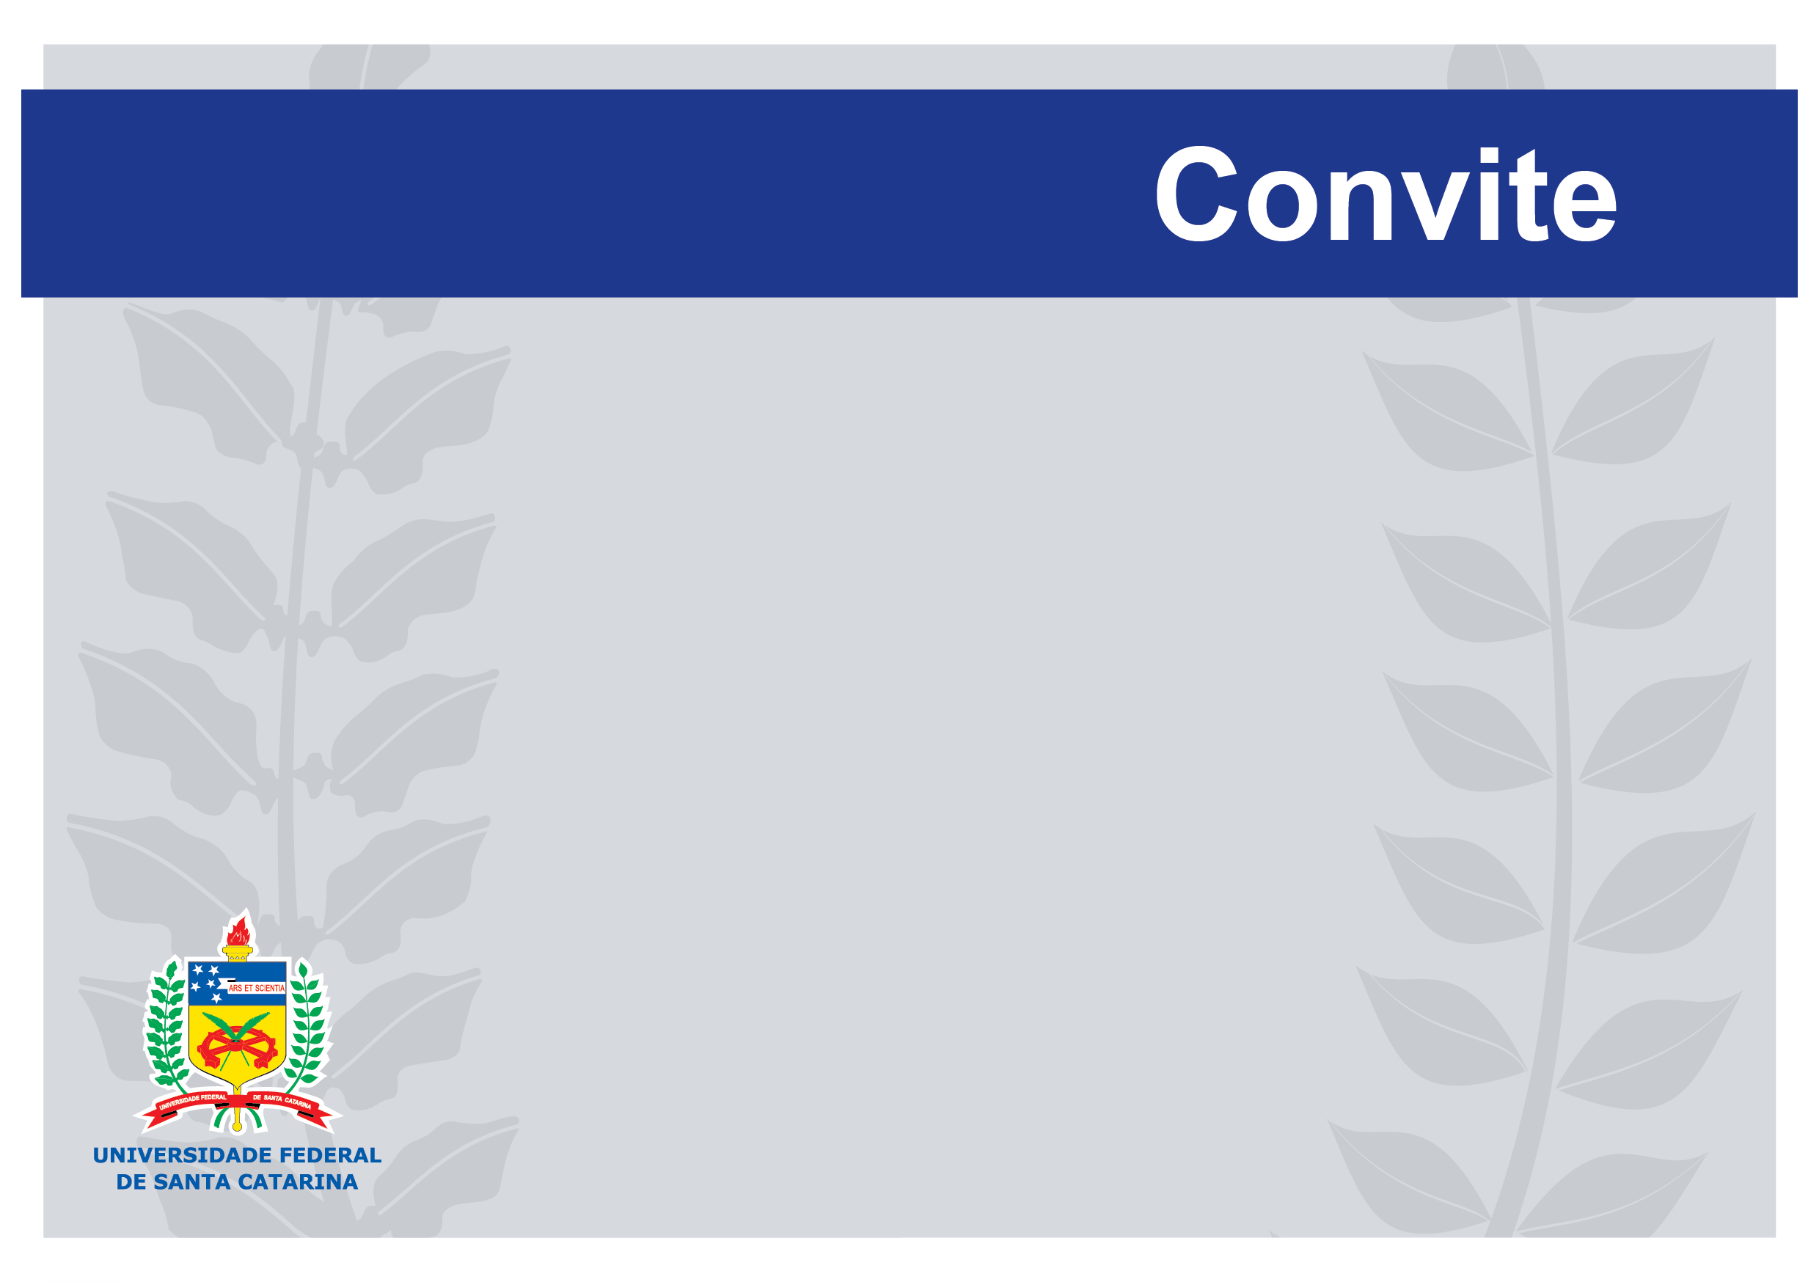 Convite
ARS ET SCIENTIA
UNIVERSIDADE FEDERAL DE SANTA CATARINA
UNIVERSIDADE FEDERAL
DE SANTA CATARINA